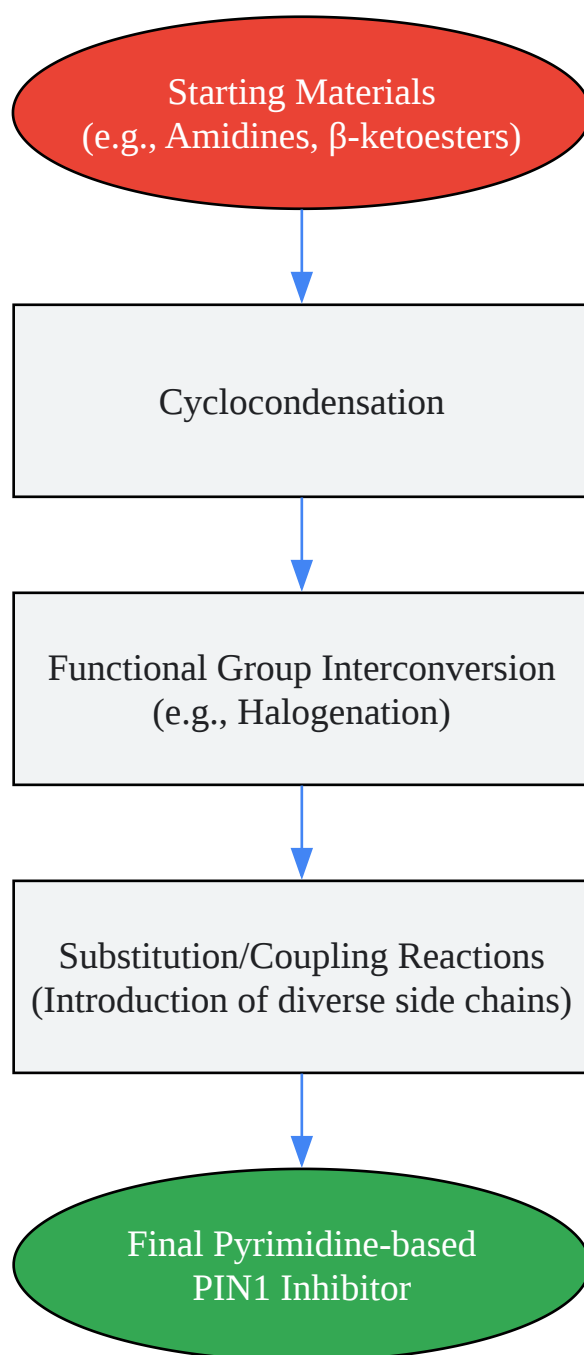 Starting Materials
(e.g., Amidines, β-ketoesters)
Cyclocondensation
Functional Group Interconversion
(e.g., Halogenation)
Substitution/Coupling Reactions
(Introduction of diverse side chains)
Final Pyrimidine-based
PIN1 Inhibitor